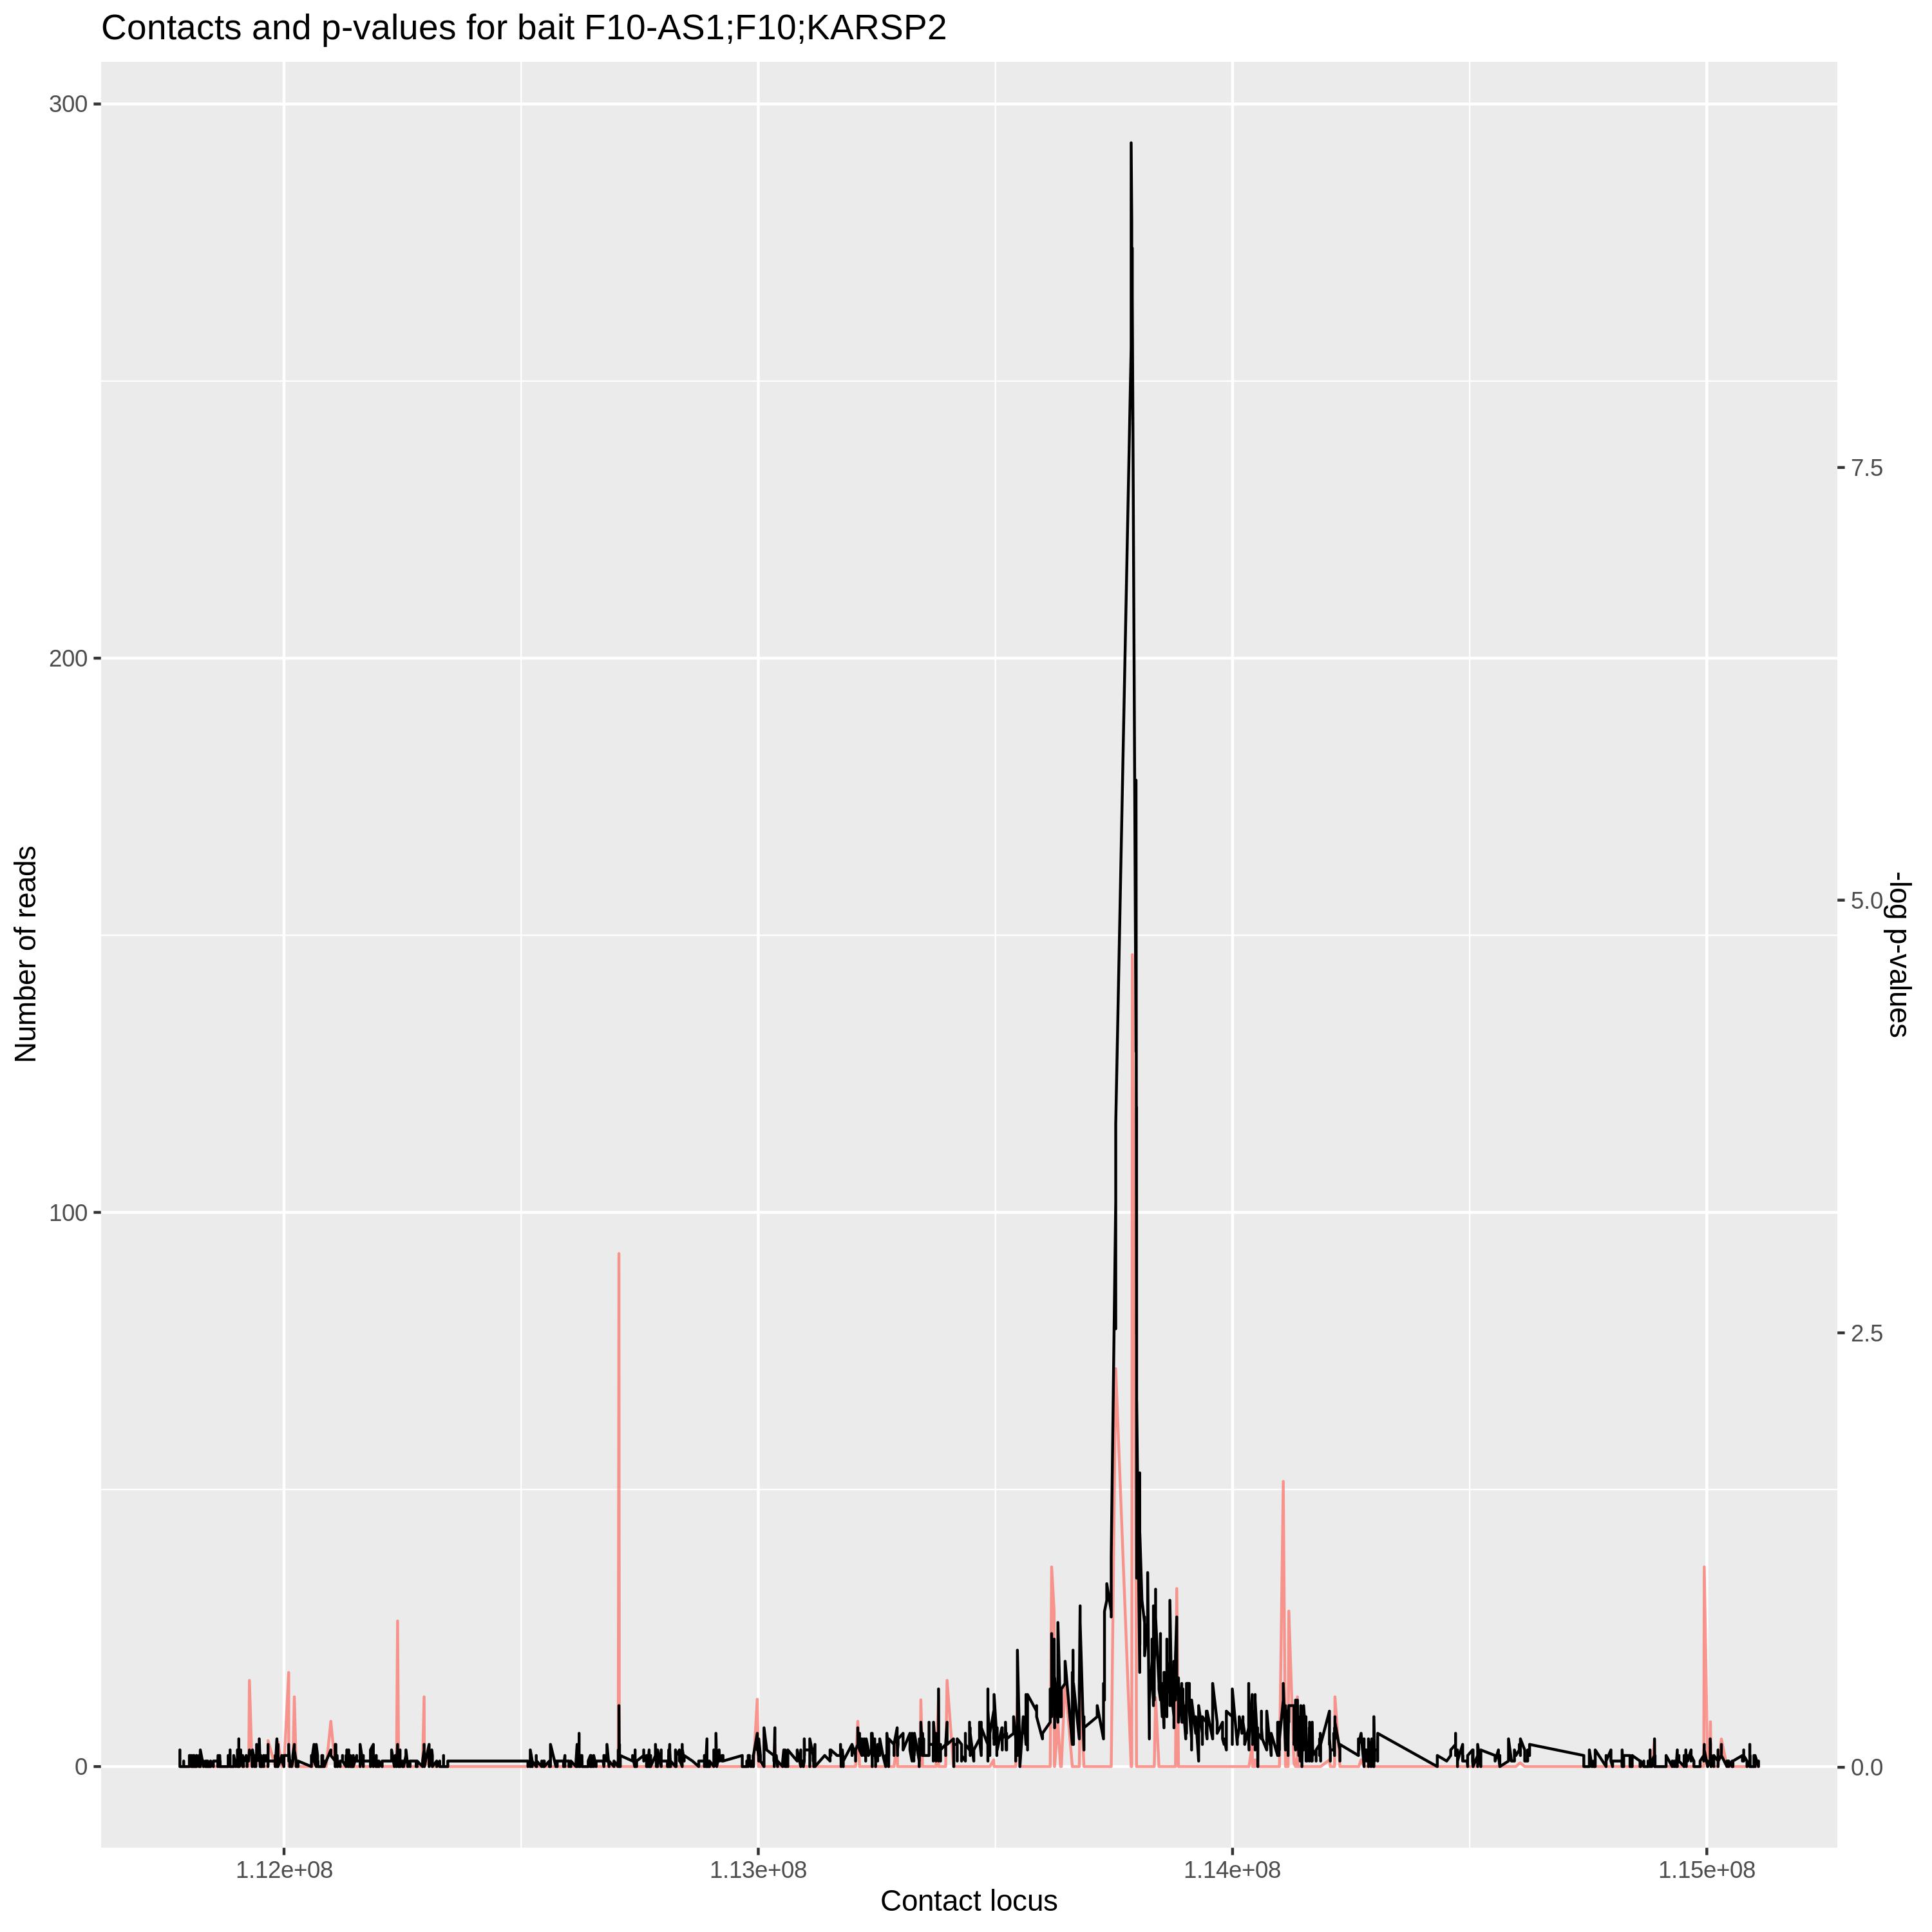 Contacts and p-values for bait F10-AS1;F10;KARSP2
300
200
100
0
Number of reads
7.5
5.0
2.5
0.0
-log p-values
1.12e+08
1.13e+08
1.14e+08
1.15e+08
Contact locus